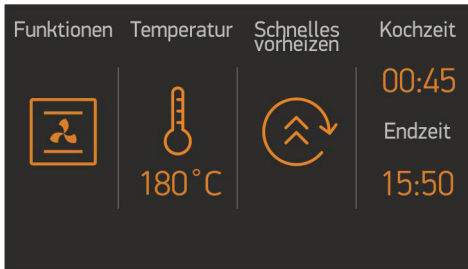 Funktionen
Temperatur
Schnelles
vorheizen
Kochzeit
00:45
Endzeit
180°C
15:50